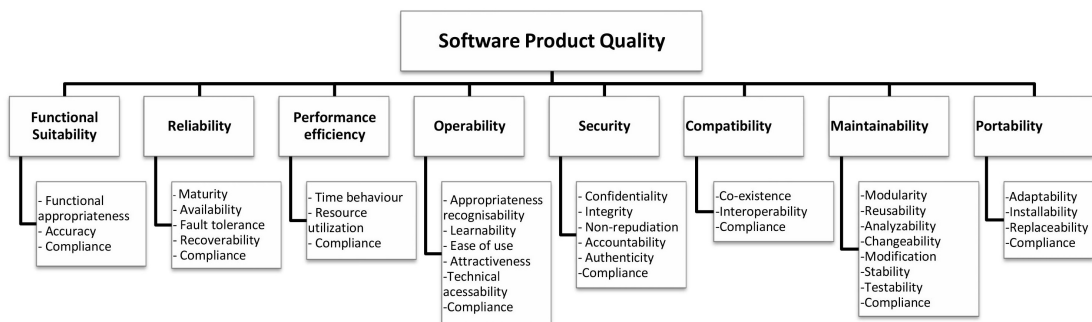 Software Product Quality
Functional
Suitability
Reliability
Performance
efficiency
Operability
Security
Compatibility
Maintainability
Portability
- Functional
appropriateness
- Accuracy
- Compliance
- Maturity
- Availability
- Fault tolerance
- Recoverability
- Compliance
- Time behaviour
- Resource
utilization
- Compliance
- Appropriateness
recognisability
- Learnability
- Ease of use
- Attractiveness
-Technical
acessability
-Compliance
- Confidentiality
- Integrity
- Non-repudiation
- Accountability
- Authenticity
-Compliance
-Co-existence
-Interoperability
-Compliance
-Modularity
-Reusability
-Analyzability
-Changeability
-Modification
-Stability
-Testability
-Compliance
-Adaptability
-Installability
-Replaceability
-Compliance